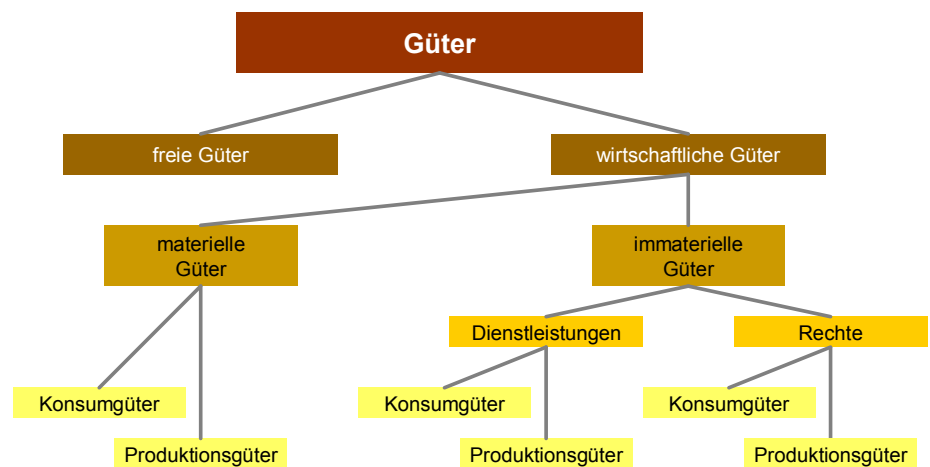 Güter
freie Güter
wirtschaftliche Güter
materielle
Güter
immaterielle
Güter
Dienstleistungen
Rechte
Konsumgüter
Konsumgüter
Konsumgüter
Produktionsgüter
Produktionsgüter
Produktionsgüter